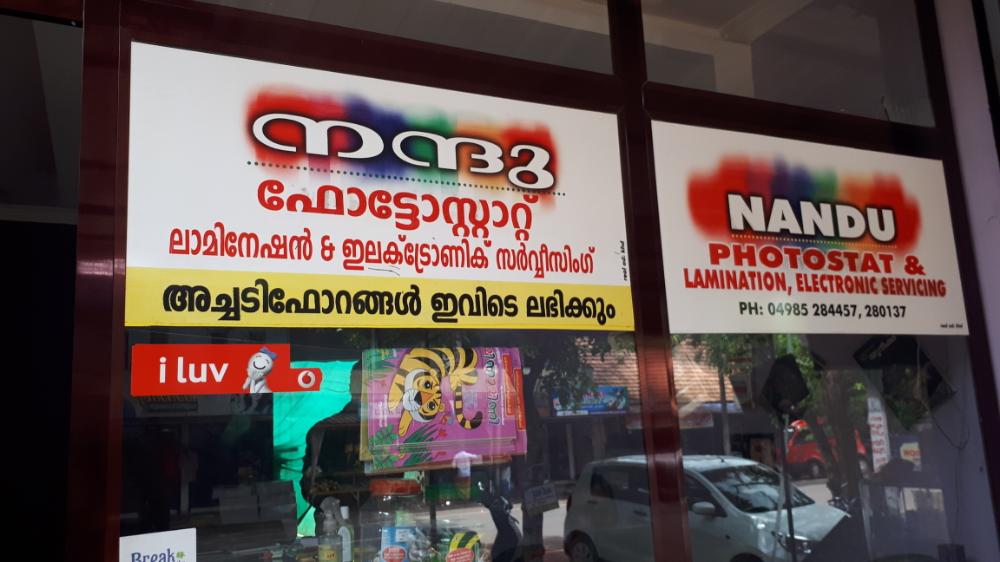 നന്ദു
ഫോട്ടോസ്റ്റാറ്റ്
ലാമിനേഷൻ & ഇലക്ട്രോണിക് സർവ്വീസിംഗ്
അച്ചടിഫോറങ്ങൾ ഇവിടെ ലഭിക്കും
NANDU
PHOTOSTAT &
LAMINATION, ELECTRONIC SERVICING
PH: 04985 284457, 280137
i luv
Break